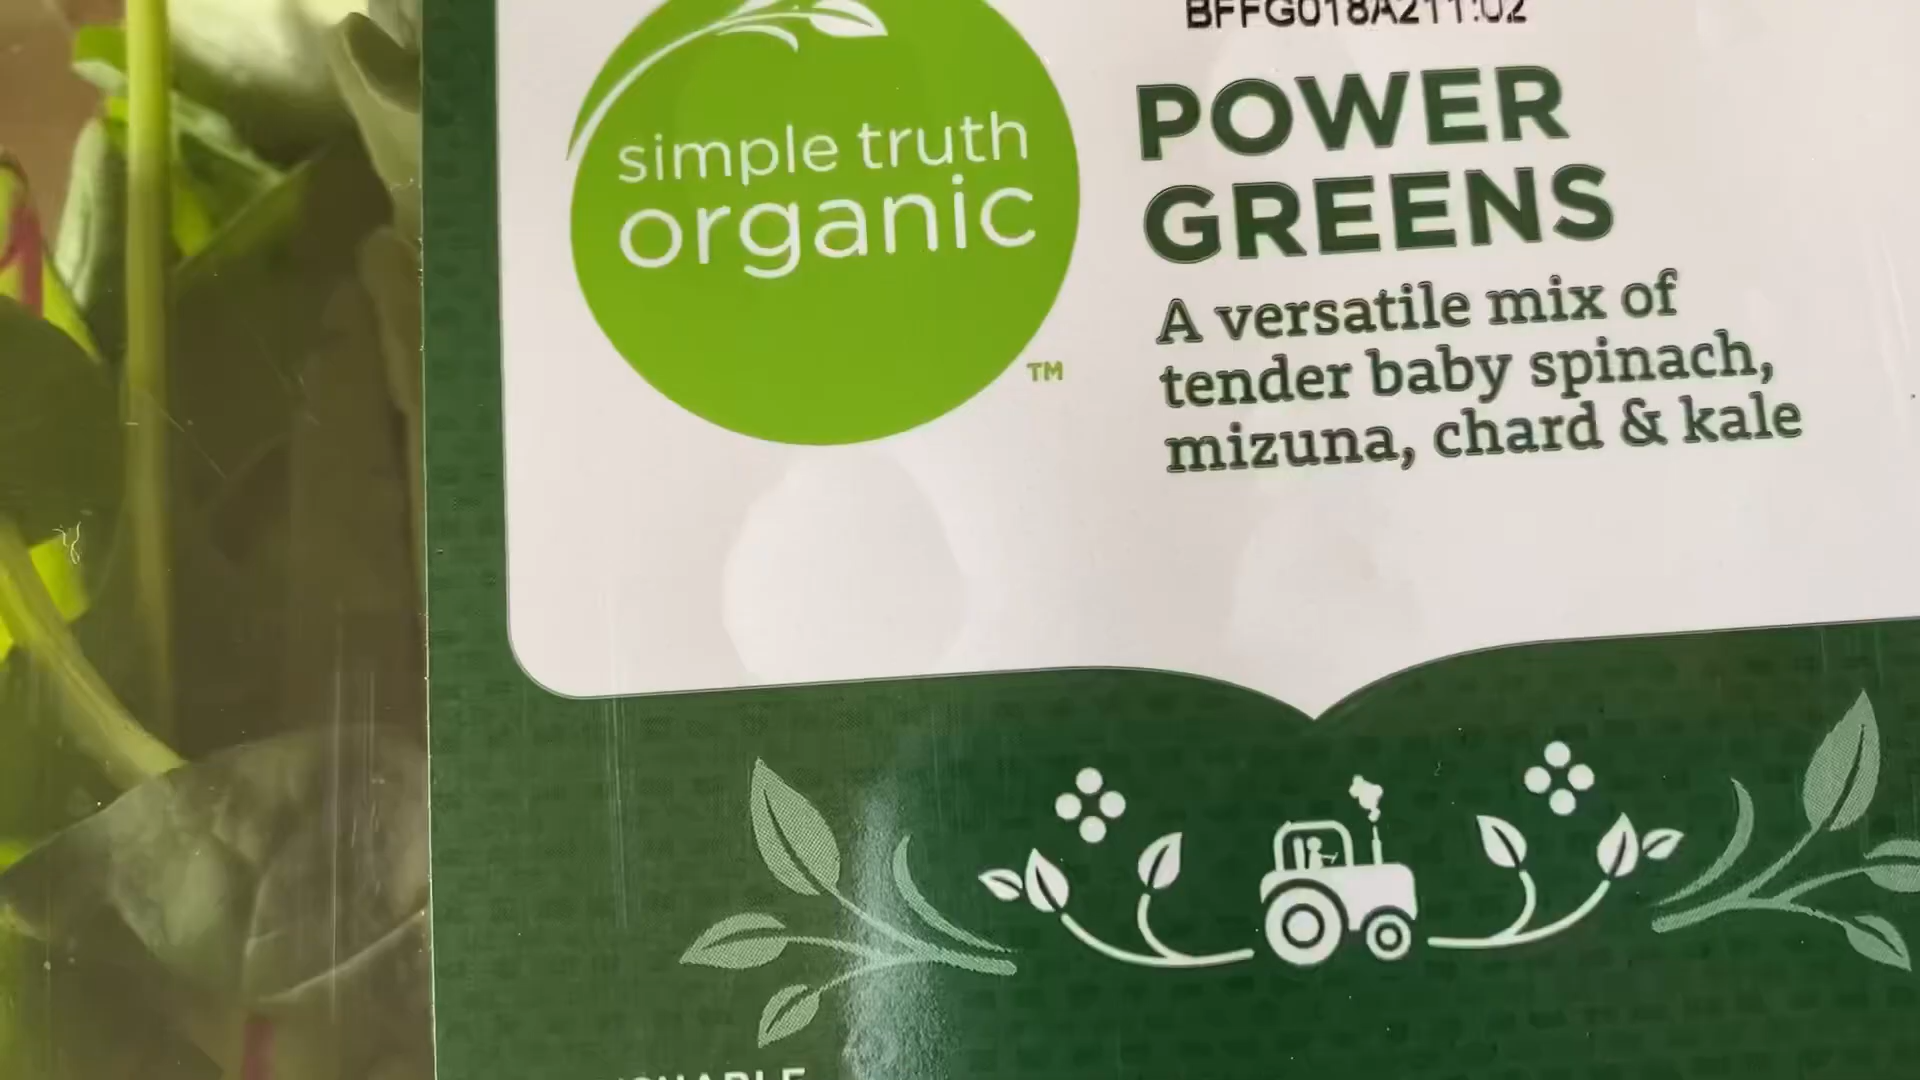 BFFG018A211:02
POWER
GREENS
simple truth
organic
TM
A versatile mix of
tender baby spinach,
mizuna, chard & kale